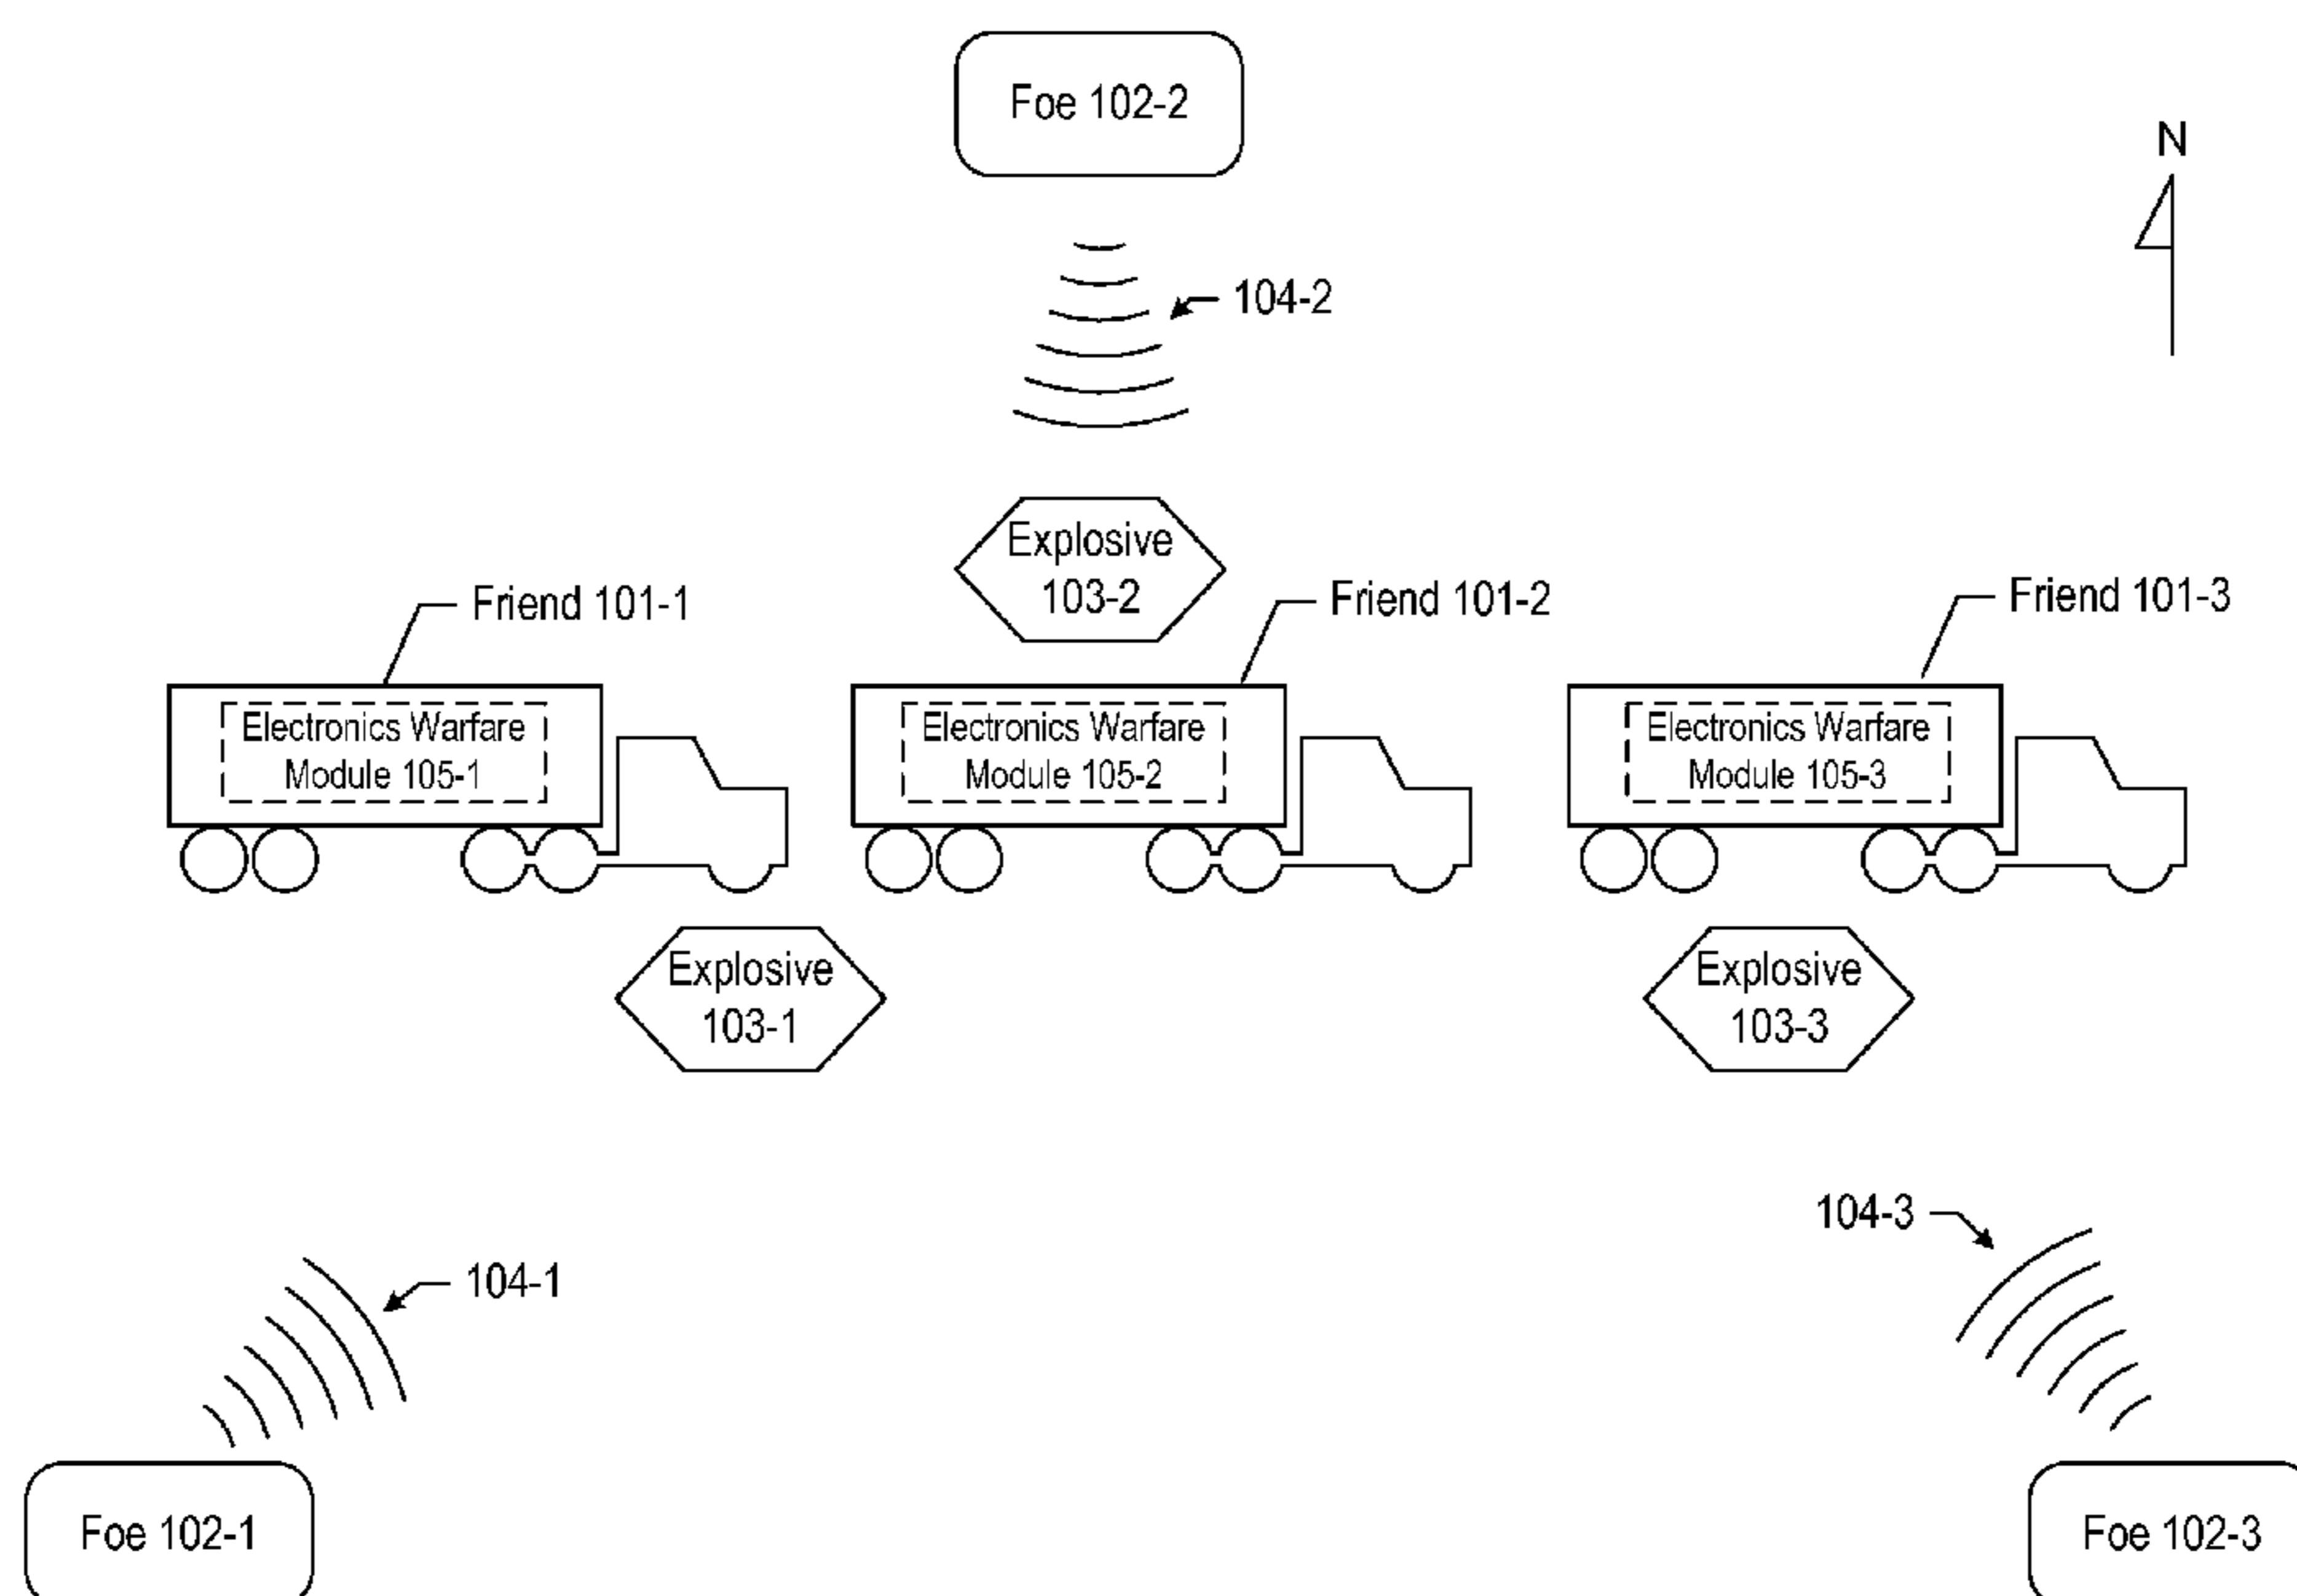 Foe 102-2
N
104-2
Explosive
103-2
Friend 101-1
Friend 101-2
Friend 101-3
Electronics Warfare
Module 105-1
Electronics Warfare
Module 105-2
Electronics Warfare
Module 105-3
Explosive
103-1
Explosive
103-3
104-3
104-1
Foe 102-1
Foe 102-3